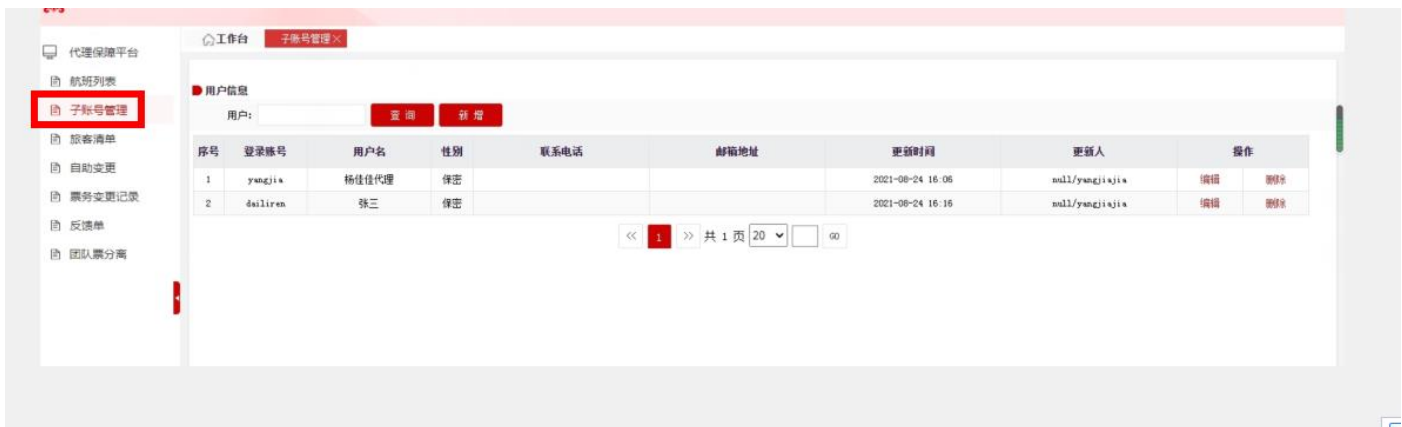 工作台 子账号管理×
代理保障平台
航班列表
子账号管理
旅客清单
自助变更
票务变更记录
反馈单
团队票分离
用户信息
用户: 查 询 新 增
序号 登录账号 用户名 性别 联系电话 邮箱地址 更新时间 更新人 操作
1 yangjia 杨佳佳代理 保密 2021-08-24 16:06 null/yangjiajia 编辑 删除
2 dailiren 张三 保密 2021-08-24 16:16 null/yangjiajia 编辑 删除
<< 1 >> 共 1 页 20 GO